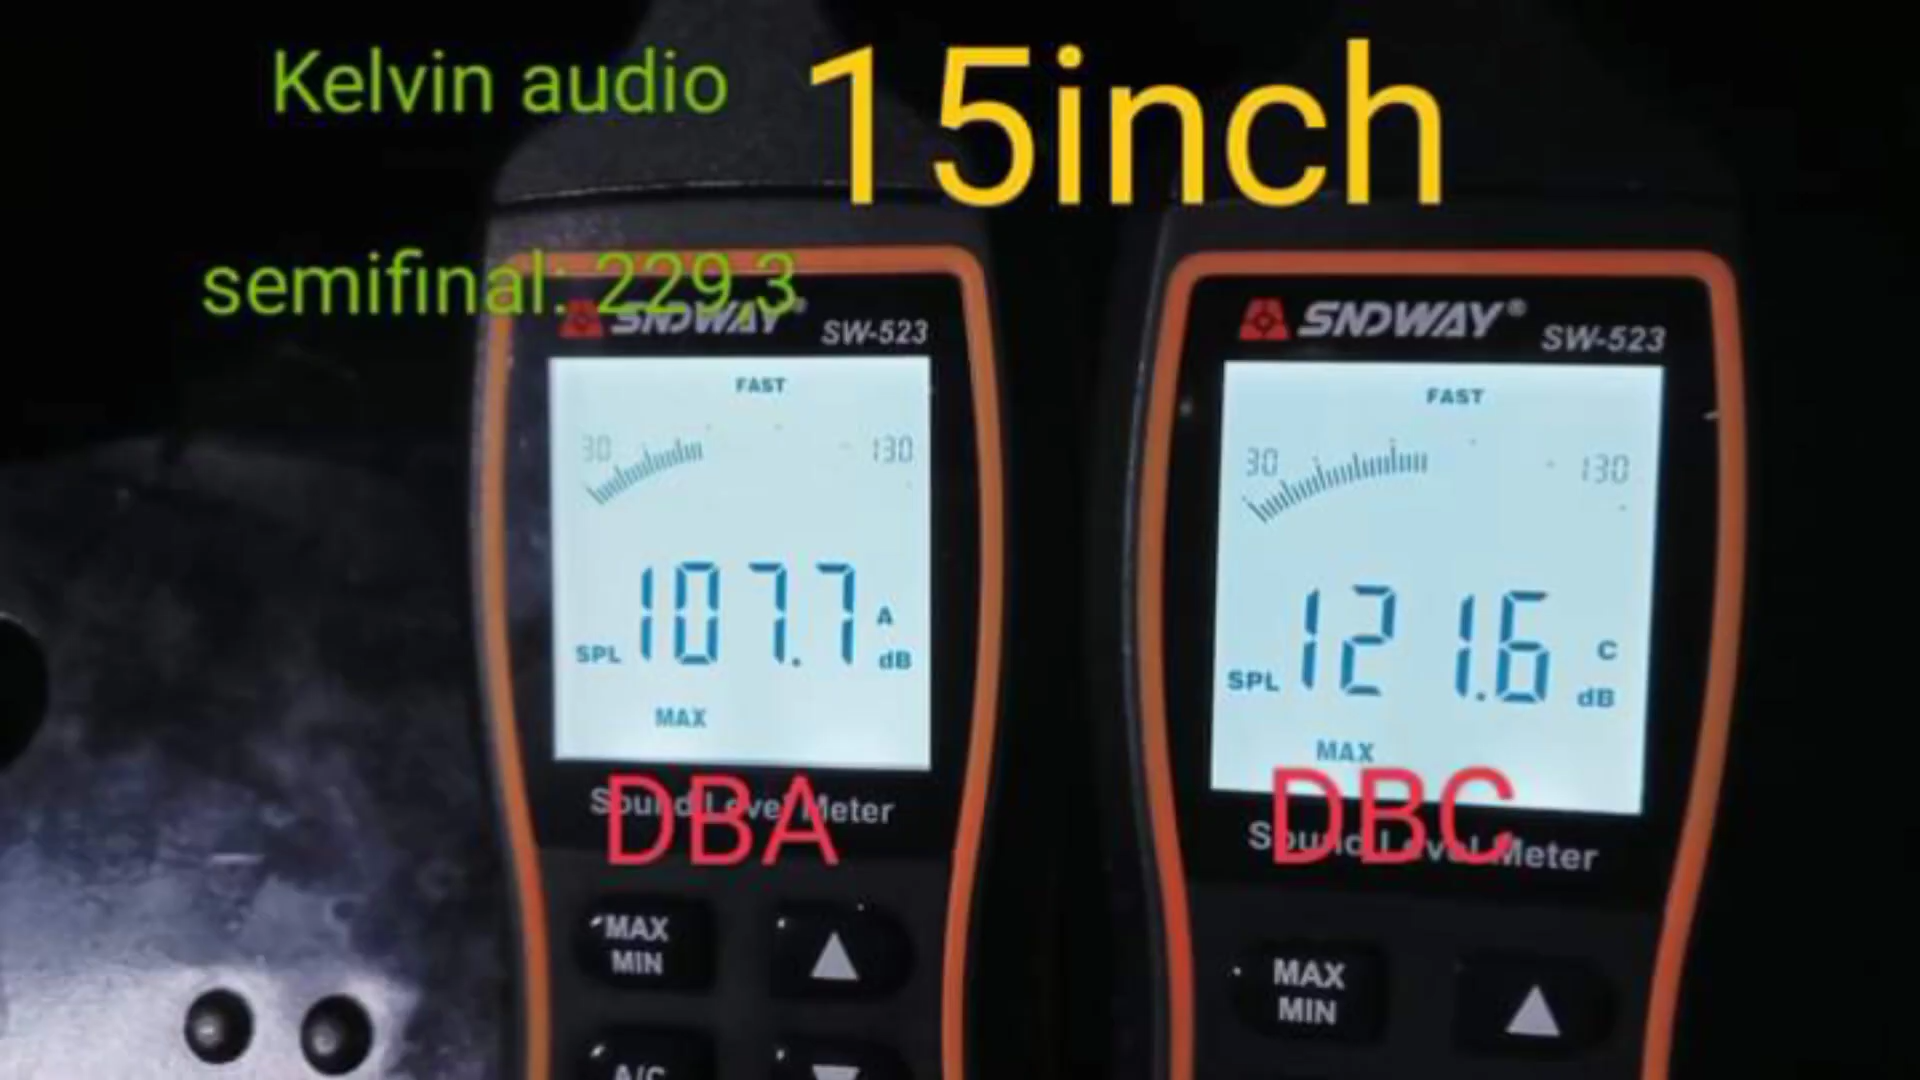 Kelvin audio
15inch
semifinal: 229.3
SNDWAY® SW-523
FAST
30 130
SPL 107.7 A dB
MAX
Sound Level Meter
DBA
MAX MIN
▲
A/C
▼
SNDWAY® SW-523
FAST
30 130
SPL 121.6 C dB
MAX
Sound Level Meter
DBC
MAX MIN
▲